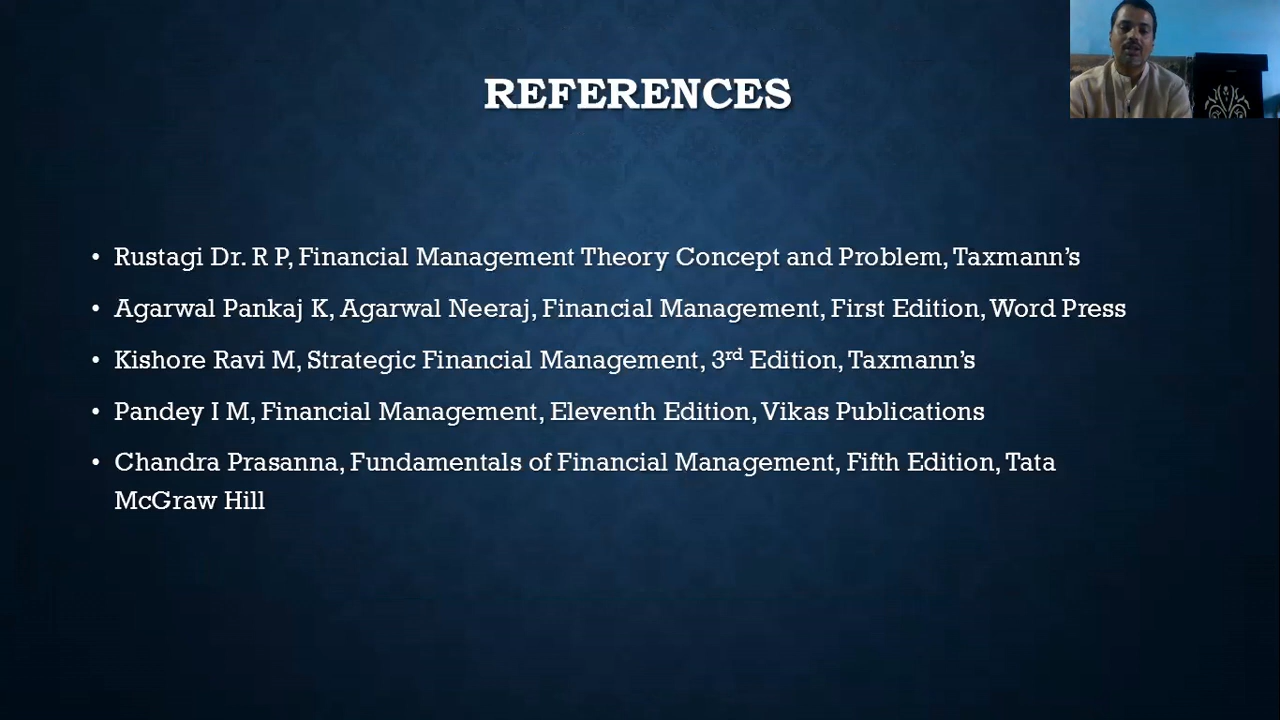 REFERENCES
• Rustagi Dr. R P, Financial Management Theory Concept and Problem, Taxmann's
• Agarwal Pankaj K, Agarwal Neeraj, Financial Management, First Edition, Word Press
• Kishore Ravi M, Strategic Financial Management, 3rd Edition, Taxmann's
• Pandey I M, Financial Management, Eleventh Edition, Vikas Publications
• Chandra Prasanna, Fundamentals of Financial Management, Fifth Edition, Tata
McGraw Hill